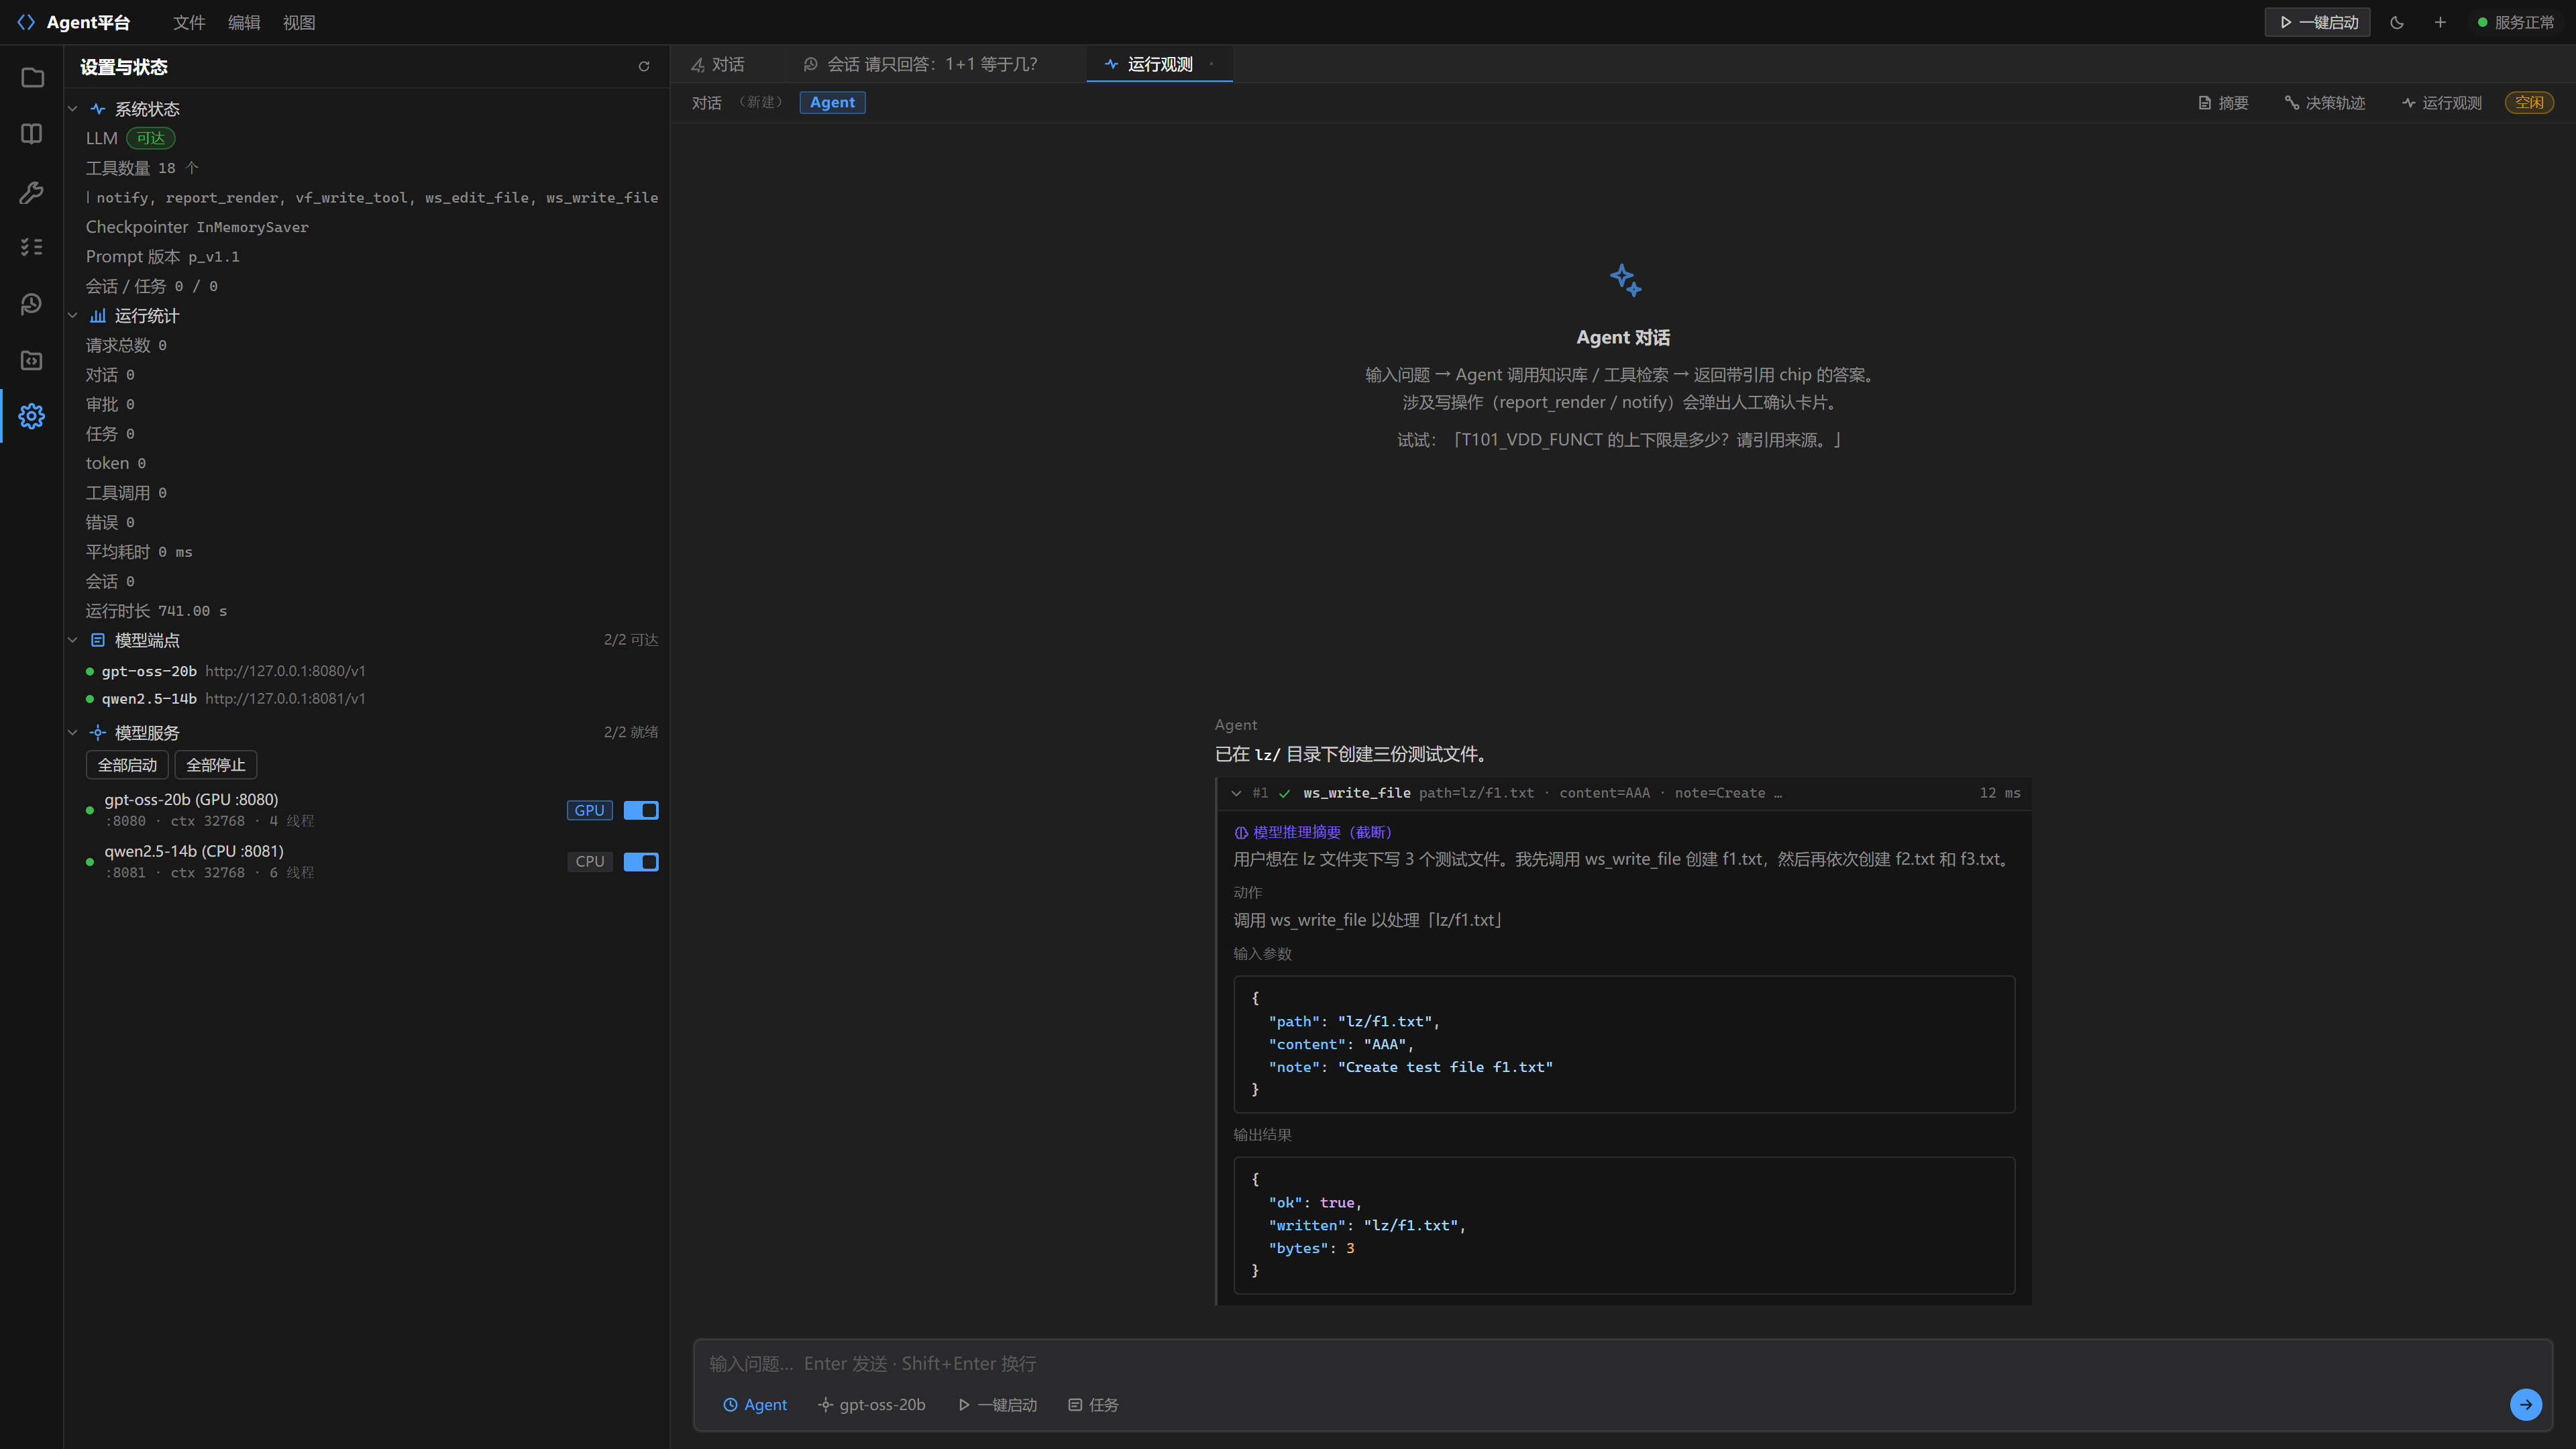 Agent平台 文件 编辑 视图 一键启动 服务正常
设置与状态
系统状态
LLM 可达
工具数量 18 个
notify, report_render, vf_write_tool, ws_edit_file, ws_write_file
Checkpointer InMemorySaver
Prompt 版本 p_v1.1
会话 / 任务 0 / 0
运行统计
请求总数 0
对话 0
审批 0
任务 0
token 0
工具调用 0
错误 0
平均耗时 0 ms
会话 0
运行时长 741.00 s
模型端点 2/2 可达
gpt-oss-20b http://127.0.0.1:8080/v1
qwen2.5-14b http://127.0.0.1:8081/v1
模型服务 2/2 就绪
全部启动 全部停止
gpt-oss-20b (GPU :8080) GPU
:8080 · ctx 32768 · 4 线程
qwen2.5-14b (CPU :8081) CPU
:8081 · ctx 32768 · 6 线程
对话 会话 请只回答：1+1 等于几? 运行观测
对话 （新建） Agent 摘要 决策轨迹 运行观测 空闲
Agent 对话
输入问题 → Agent 调用知识库 / 工具检索 → 返回带引用 chip 的答案。
涉及写操作（report_render / notify）会弹出人工确认卡片。
试试：「T101_VDD_FUNCT 的上下限是多少？请引用来源。」
Agent
已在 lz/ 目录下创建三份测试文件。
#1 ws_write_file path=lz/f1.txt · content=AAA · note=Create … 12 ms
模型推理摘要（截断）
用户想在 lz 文件夹下写 3 个测试文件。我先调用 ws_write_file 创建 f1.txt，然后再依次创建 f2.txt 和 f3.txt。
动作
调用 ws_write_file 以处理「lz/f1.txt」
输入参数
{
"path": "lz/f1.txt",
"content": "AAA",
"note": "Create test file f1.txt"
}
输出结果
{
"ok": true,
"written": "lz/f1.txt",
"bytes": 3
}
输入问题... Enter 发送 · Shift+Enter 换行
Agent gpt-oss-20b 一键启动 任务